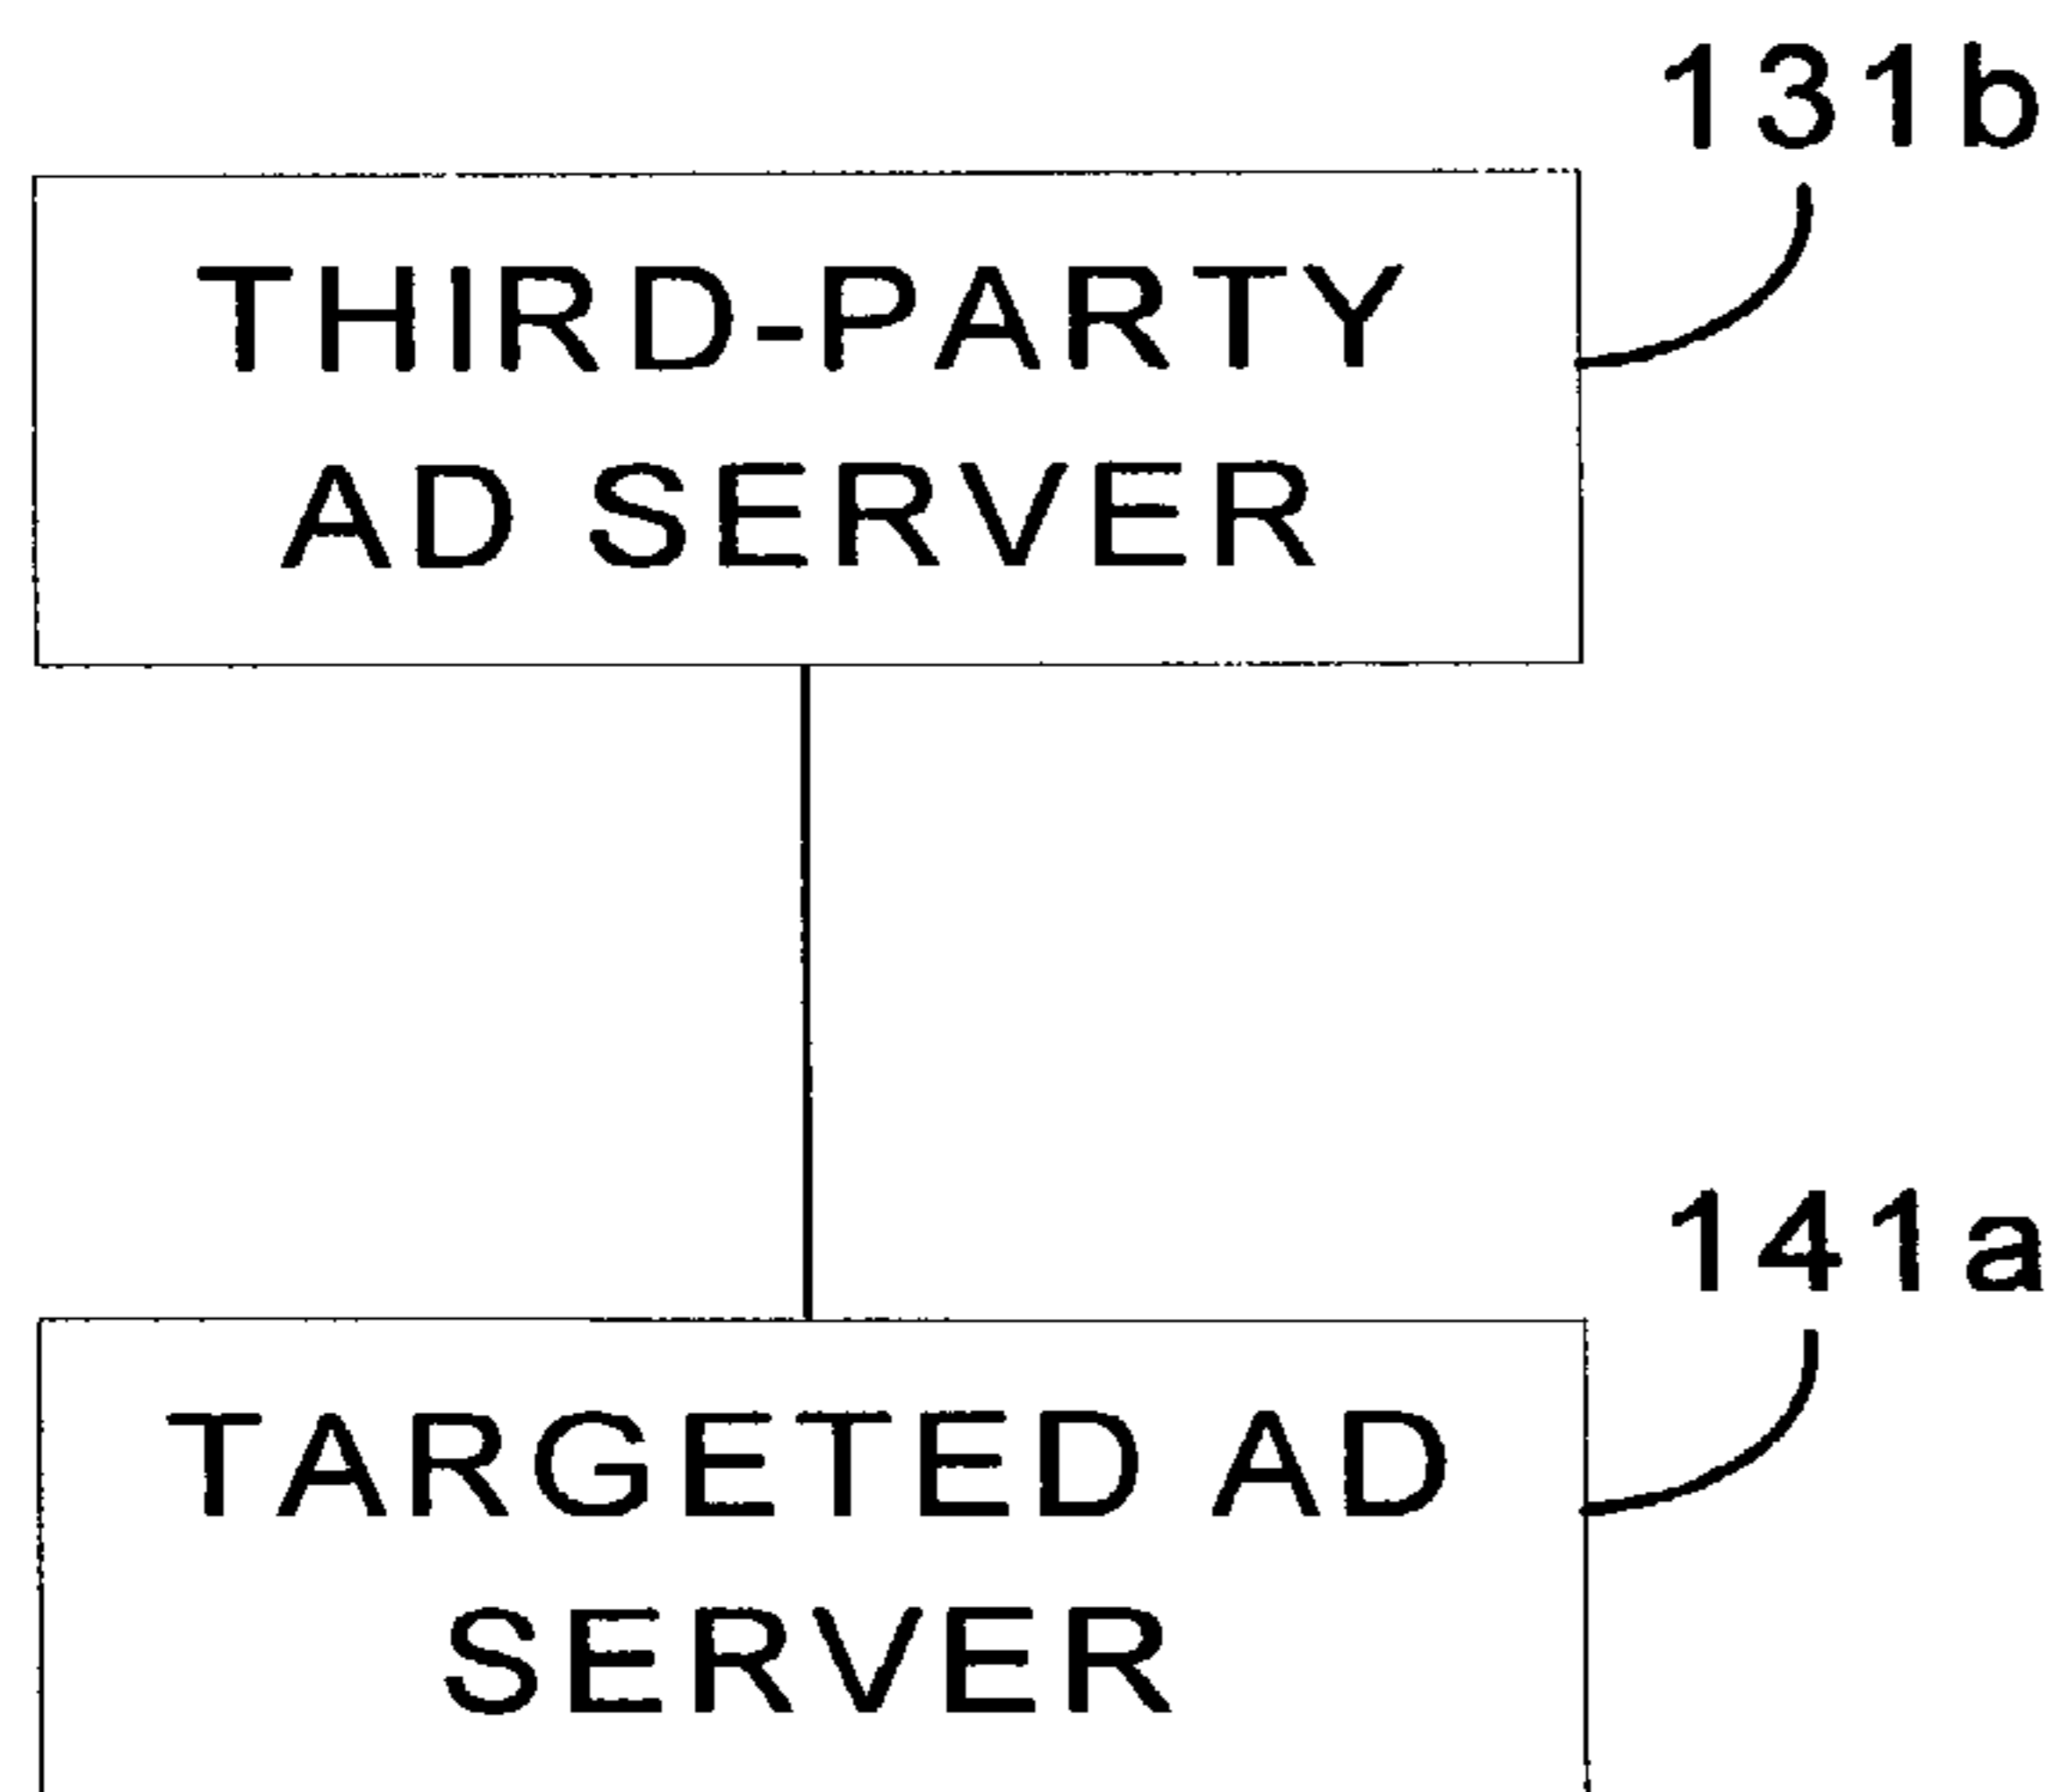 131b
THIRD-PARTY
AD SERVER
141a
TARGETED AD
SERVER